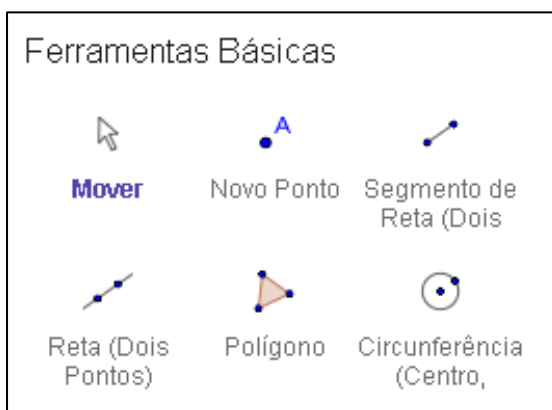 Ferramentas Básicas
A
Mover
Novo Ponto
Segmento de
Reta (Dois
Reta (Dois
Pontos)
Polígono
Circunferência
(Centro,